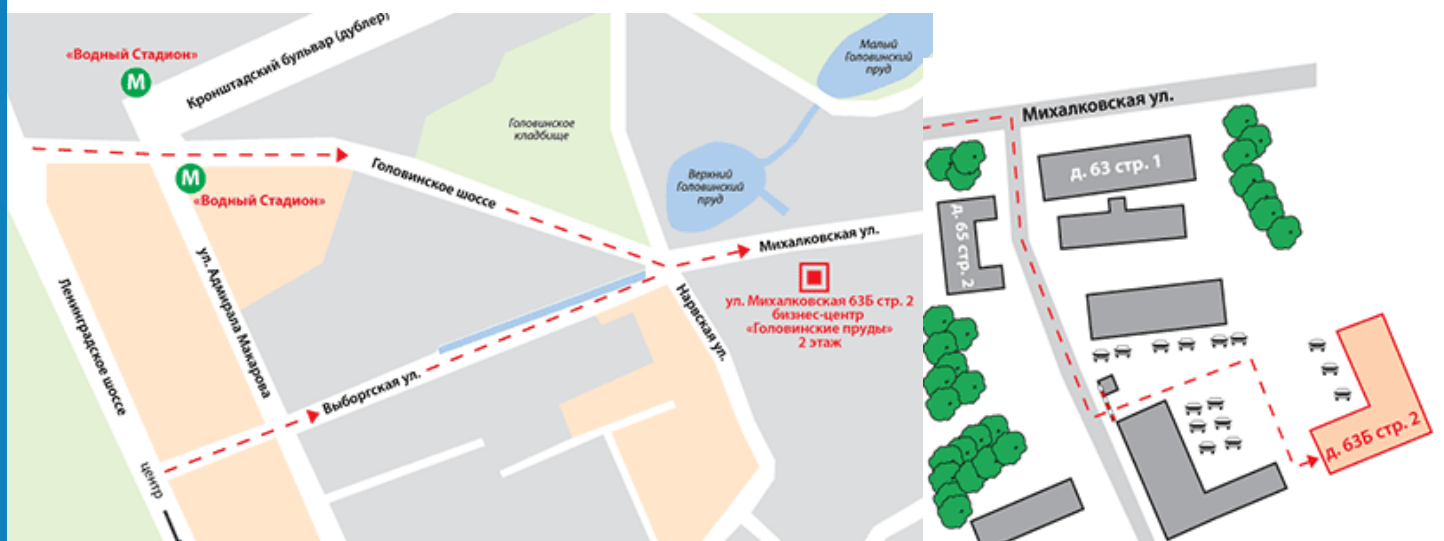 «Водный Стадион»
М
Кронштадский бульвар (дублер)
Малый
Головинский
пруд
Головинское
кладбище
Головинское шоссе
Верхний
Головинский
пруд
М
«Водный Стадион»
Михалковская ул.
ул. Михалковская 63Б стр. 2
бизнес-центр
«Головинские пруды»
2 этаж
Ленинградское шоссе
ул. Адмирала Макарова
Нарвская ул.
Выборгская ул.
центр
Михалковская ул.
д. 63 стр. 1
д. 65 стр. 2
д. 63Б стр. 2